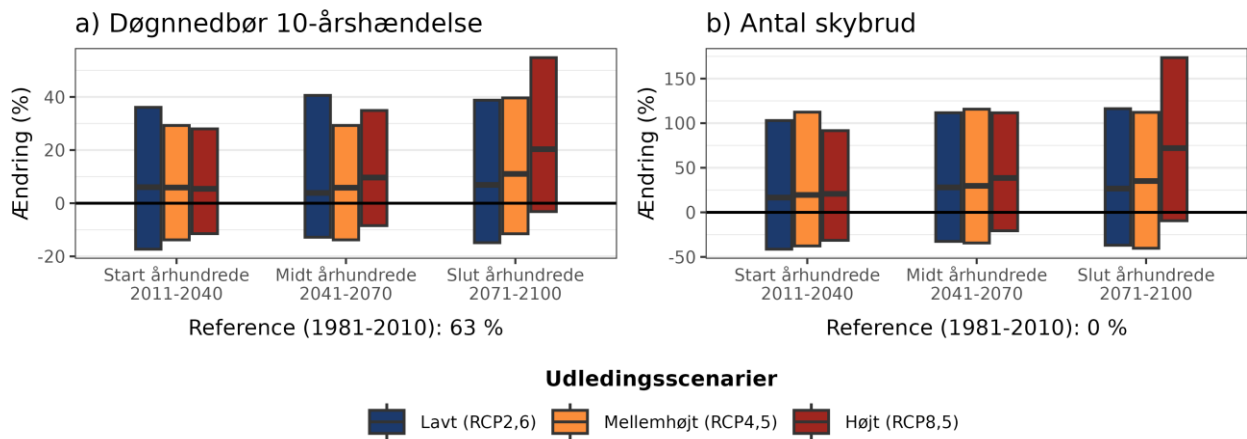 a) Døgnnedbør 10-årshændelse
Ændring (%)
40
20
0
-20
Start århundrede
2011-2040
Midt århundrede
2041-2070
Slut århundrede
2071-2100
Reference (1981-2010): 63 %
b) Antal skybrud
Ændring (%)
150
100
50
0
-50
Start århundrede
2011-2040
Midt århundrede
2041-2070
Slut århundrede
2071-2100
Reference (1981-2010): 0 %
Udledingsscenarier
Lavt (RCP2,6)
Mellemhøjt (RCP4,5)
Højt (RCP8,5)